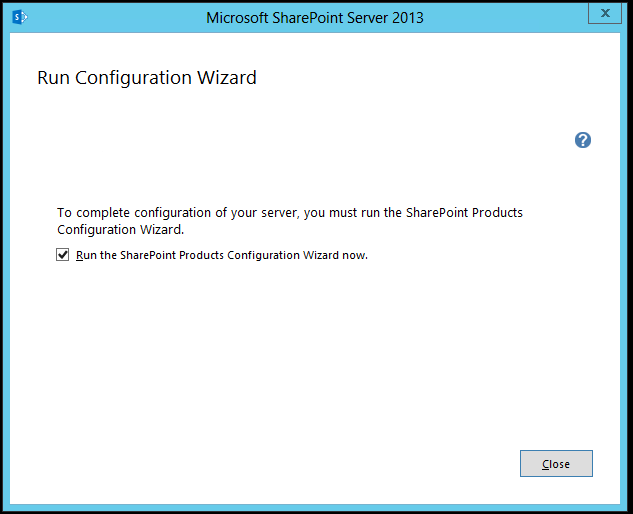 Microsoft SharePoint Server 2013
x
Run Configuration Wizard
?
To complete configuration of your server, you must run the SharePoint Products
Configuration Wizard.
Run the SharePoint Products Configuration Wizard now.
Close